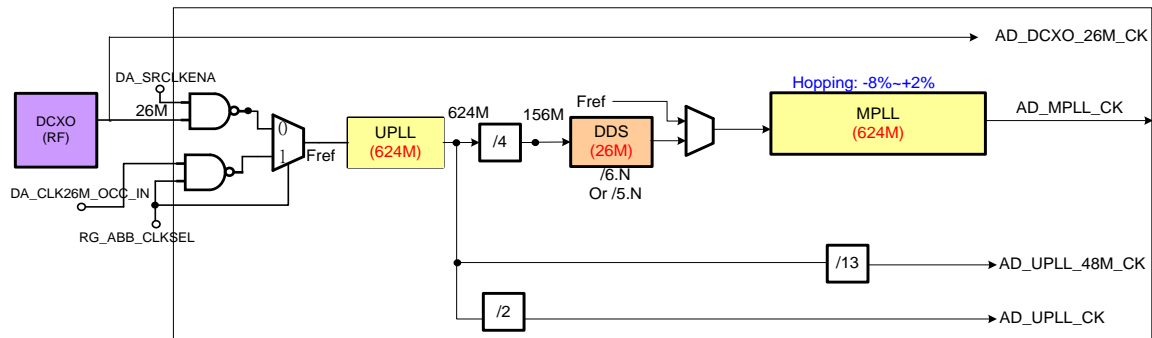 AD_DCXO_26M_CK
DA_SRCLKENA
Hopping: -8%~+2%
DCXO
(RF)
26M
0
1
Fref
UPLL
(624M)
624M
/4
156M
Fref
DDS
(26M)
/6.N
Or /5.N
MPLL
(624M)
AD_MPLL_CK
DA_CLK26M_OCC_IN
RG_ABB_CLKSEL
/13
AD_UPLL_48M_CK
/2
AD_UPLL_CK